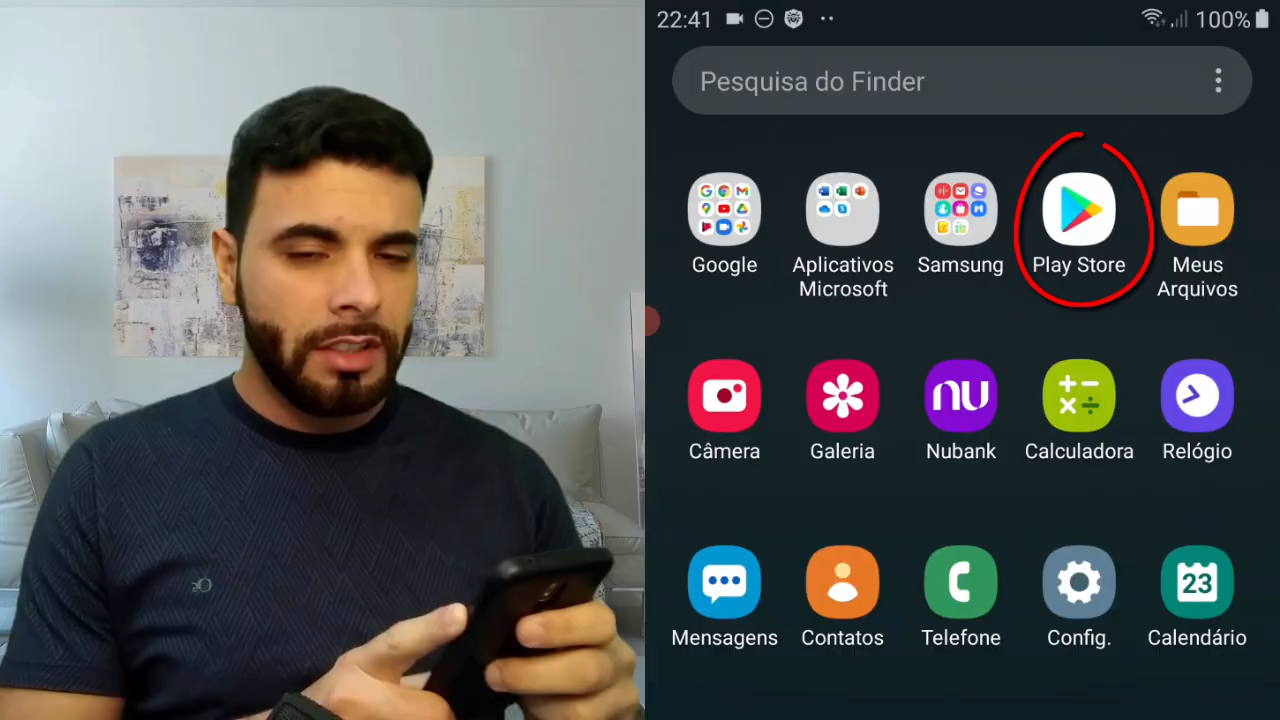 22:41
100%
Pesquisa do Finder
Google
Aplicativos
Microsoft
Samsung
Play Store
Meus
Arquivos
nu
Câmera
Galeria
Nubank
Calculadora
Relógio
23
Mensagens
Contatos
Telefone
Config.
Calendário